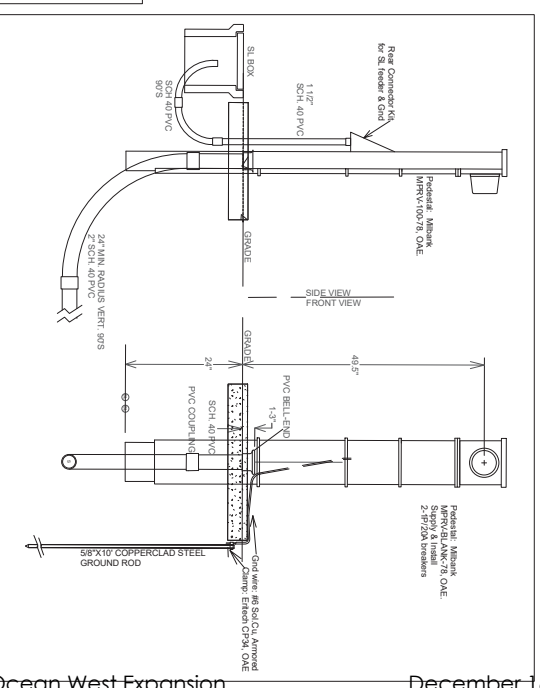 SL BOX
SCH 40 PVC
90'S
1 1/2"
SCH. 40 PVC
Rear Connector Kit,
for SL feeder & Gnd
Pedestal: Milbank
MPRV-100-78, OAE.
24" MIN. RADIUS VERT. 90'S
2" SCH. 40 PVC
GRADE
SIDE VIEW
FRONT VIEW
GRADE
24"
49.5"
PVC COUPLING
SCH. 40 PVC
PVC BELL-END
1-3"
Pedestal: Milbank
MPRV-BLANK-78, OAE.
Supply & Install
2-1P/20A breakers
5/8"X10' COPPERCLAD STEEL
GROUND ROD
Gnd wire: #6 Sol.Cu, Armored
Clamp: Eritech CP34, OAE
Ocean West Expansion
December 1